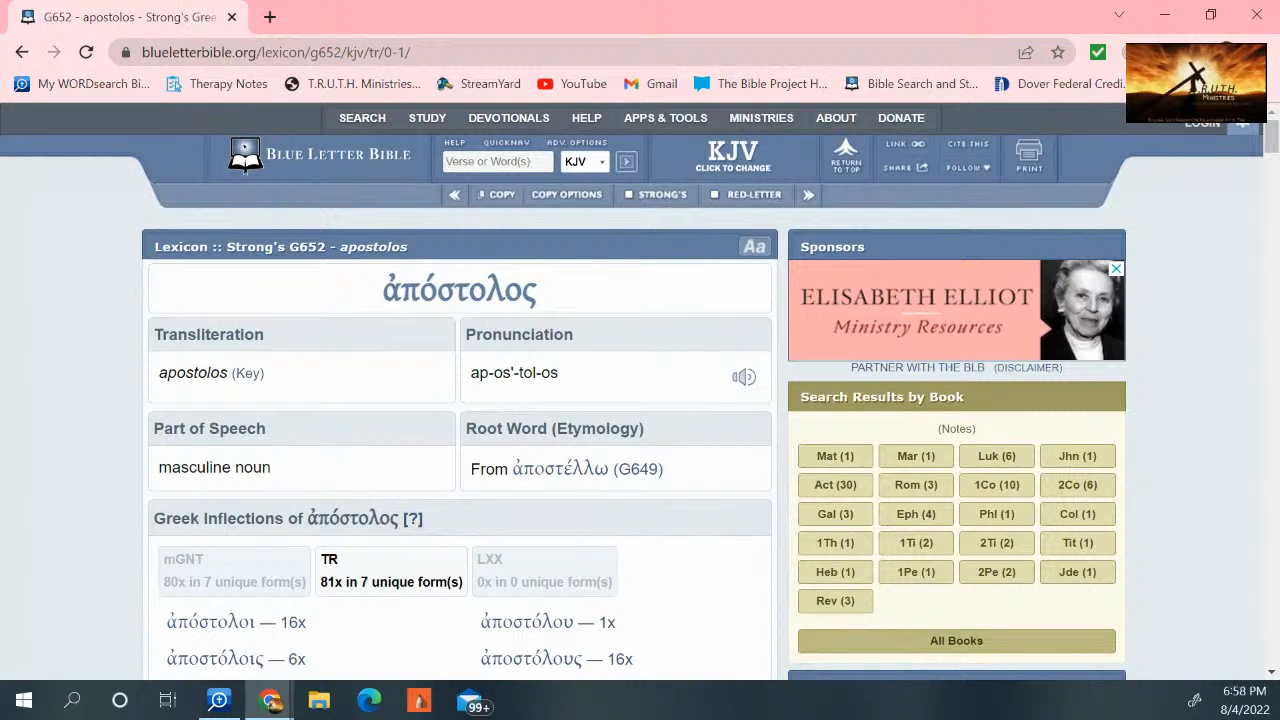 G652 - apostolos - Strong's Greek
blueletterbible.org/lexicon/g652/kjv/tr/0-1/
My WORDsearch Bi... Therapy Notes T.R.U.T.H. Ministries... StreamYard YouTube Gmail The Bible Project H... Bible Search and St... Dover Federal Credi...
T.R.U.T.H.
MINISTRIES
SEARCH STUDY DEVOTIONALS HELP APPS & TOOLS MINISTRIES ABOUT DONATE
LOGIN
BLUE LETTER BIBLE
HELP QUICKNAV ADV. OPTIONS
Verse or Word(s) KJV
KJV
CLICK TO CHANGE
RETURN TO TOP
LINK CITE THIS
SHARE FOLLOW PRINT
COPY COPY OPTIONS STRONG'S RED-LETTER
Lexicon :: Strong's G652 - apostolos Aa
ἀπόστολος
Transliteration Pronunciation
apostolos (Key) ap-os'-tol-os
Part of Speech Root Word (Etymology)
masculine noun From ἀποστέλλω (G649)
Greek Inflections of ἀπόστολος [?]
mGNT TR LXX
80x in 7 unique form(s) 81x in 7 unique form(s) 0x in 0 unique form(s)
ἀπόστολοι — 16x ἀποστόλου — 1x
ἀποστόλοις — 6x ἀποστόλους — 16x
Sponsors
ELISABETH ELLIOT
Ministry Resources
PARTNER WITH THE BLB (DISCLAIMER)
Search Results by Book
(Notes)
Mat (1) Mar (1) Luk (6) Jhn (1)
Act (30) Rom (3) 1Co (10) 2Co (6)
Gal (3) Eph (4) Phl (1) Col (1)
1Th (1) 1Ti (2) 2Ti (2) Tit (1)
Heb (1) 1Pe (1) 2Pe (2) Jde (1)
Rev (3)
All Books
99+
6:58 PM
8/4/2022